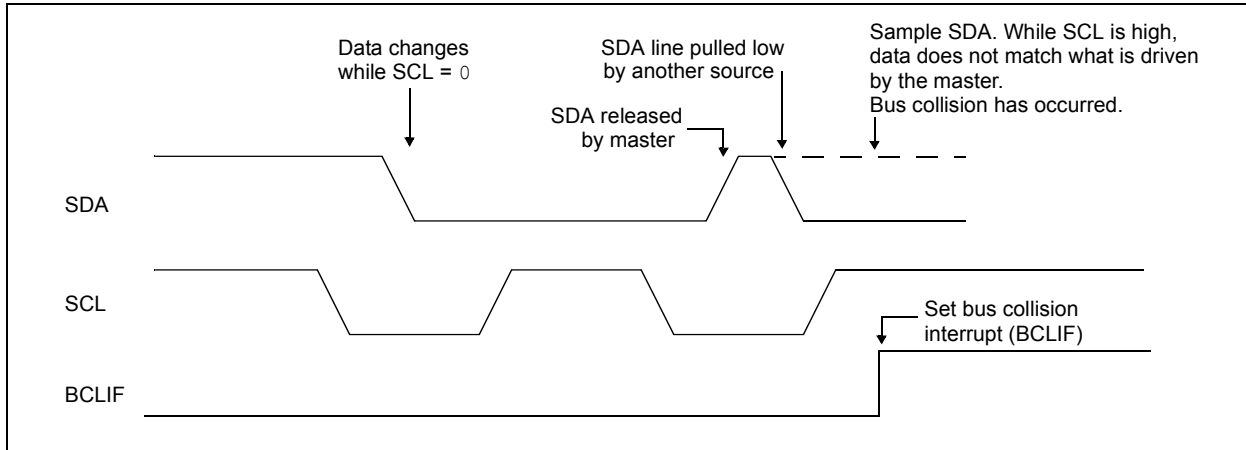 Data changes
while SCL = 0
SDA line pulled low
by another source
SDA released
by master
Sample SDA. While SCL is high,
data does not match what is driven
by the master.
Bus collision has occurred.
SDA
SCL
Set bus collision
interrupt (BCLIF)
BCLIF